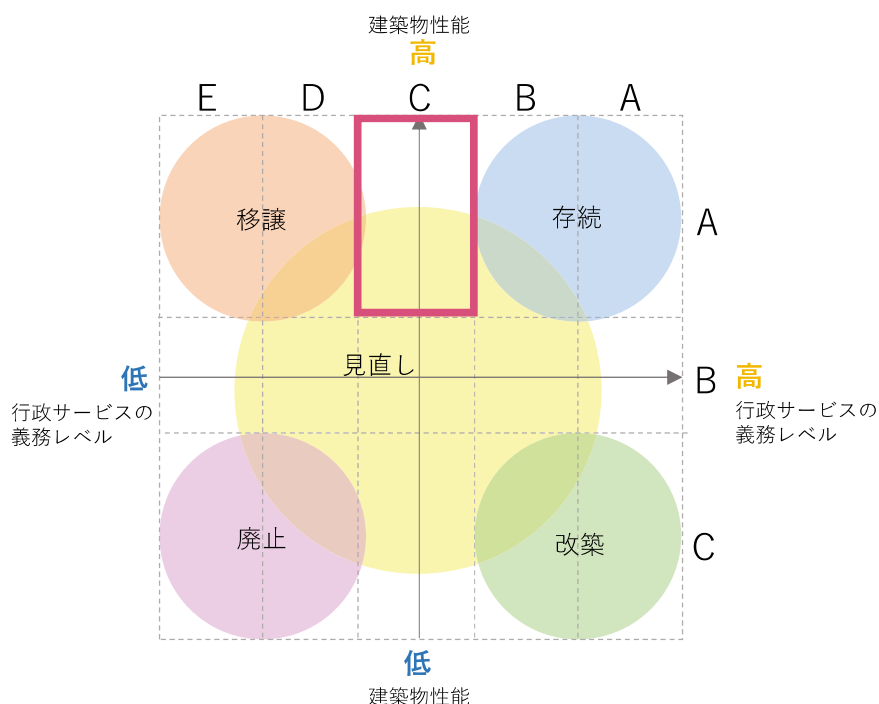 建築物性能
高
E D C B A
移譲
存続
A
見直し
低
B
高
行政サービスの
義務レベル
行政サービスの
義務レベル
廃止
改築
C
低
建築物性能